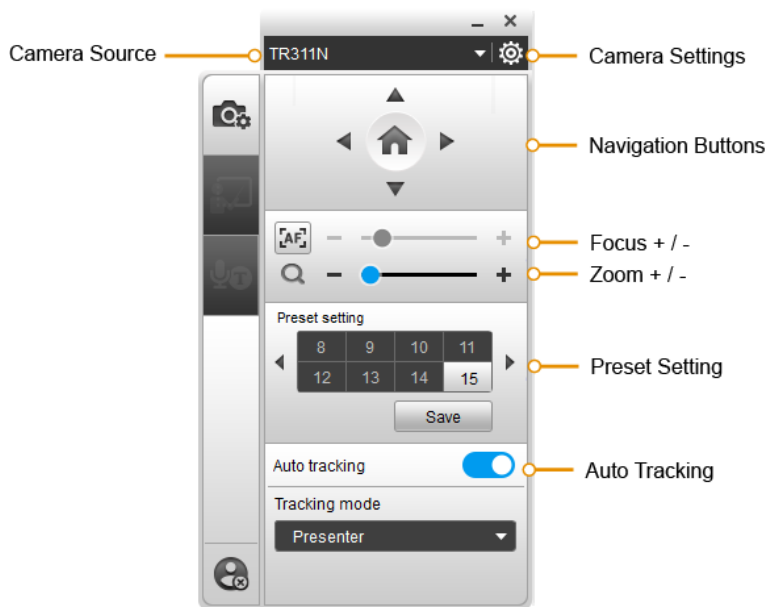 Camera Source
TR311N
Camera Settings
Navigation Buttons
AF
Focus + / -
Zoom + / -
Preset setting
8 9 10 11
12 13 14 15
Preset Setting
Save
Auto tracking
Auto Tracking
Tracking mode
Presenter
T